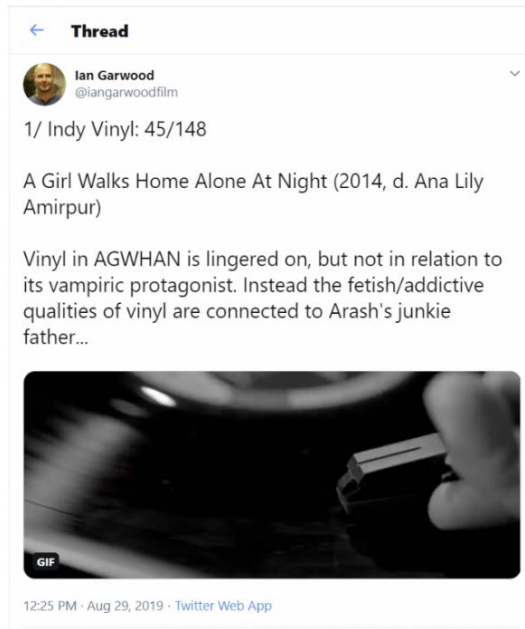 Thread
Ian Garwood
@iangarwoodfilm
1/ Indy Vinyl: 45/148
A Girl Walks Home Alone At Night (2014, d. Ana Lily
Amirpur)
Vinyl in AGWHAN is lingered on, but not in relation to
its vampiric protagonist. Instead the fetish/addictive
qualities of vinyl are connected to Arash's junkie
father...
GIF
12:25 PM · Aug 29, 2019 · Twitter Web App